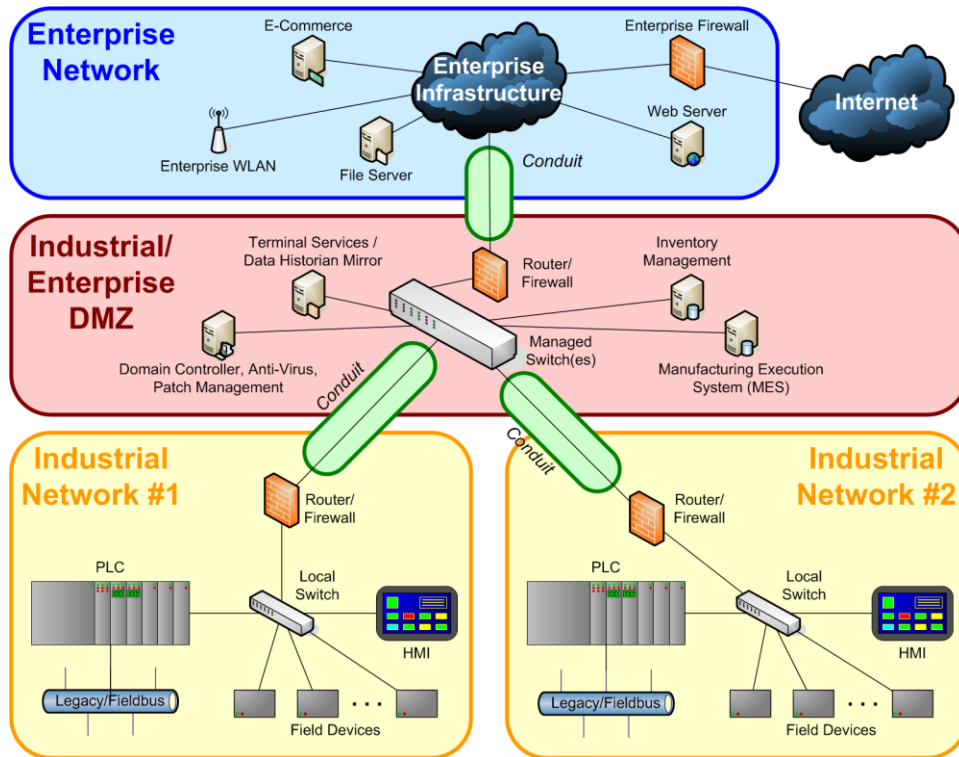 Enterprise
Network
E-Commerce
Enterprise Firewall
Enterprise
Infrastructure
Internet
Web Server
Enterprise WLAN
File Server
Conduit
Industrial/
Enterprise
DMZ
Terminal Services /
Data Historian Mirror
Router/
Firewall
Inventory
Management
Managed
Switch(es)
Domain Controller, Anti-Virus,
Patch Management
Manufacturing Execution
System (MES)
Conduit
Conduit
Industrial
Network #1
Router/
Firewall
PLC
Local
Switch
HMI
Legacy/Fieldbus
Field Devices
Industrial
Network #2
Router/
Firewall
PLC
Local
Switch
HMI
Legacy/Fieldbus
Field Devices